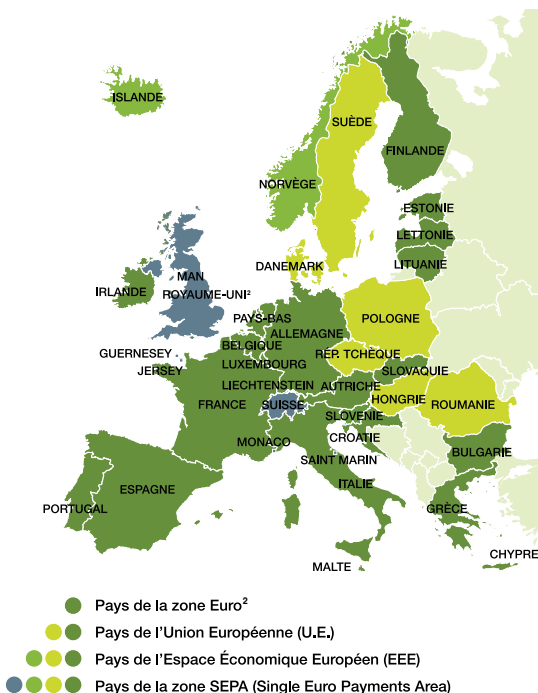 ISLANDE
SUÈDE
FINLANDE
NORVÈGE
ESTONIE
LETTONIE
LITUANIE
DANEMARK
MAN
IRLANDE
ROYAUME-UNI²
PAYS-BAS
POLOGNE
ALLEMAGNE
BELGIQUE
GUERNESEY
RÉP. TCHÈQUE
JERSEY
LUXEMBOURG
SLOVAQUIE
LIECHTENSTEIN
AUTRICHE
HONGRIE
ROUMANIE
FRANCE
SUISSE
SLOVENIE
MONACO
CROATIE
BULGARIE
SAINT MARIN
ESPAGNE
ITALIE
PORTUGAL
GRÈCE
CHYPRE
MALTE
Pays de la zone Euro²
Pays de l'Union Européenne (U.E.)
Pays de l'Espace Économique Européen (EEE)
Pays de la zone SEPA (Single Euro Payments Area)